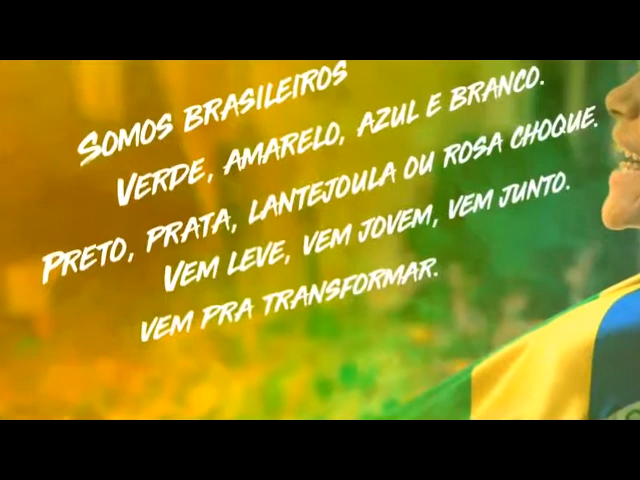 SOMOS BRASILEIROS
VERDE, AMARELO, AZUL E BRANCO.
PRETO, PRATA, LANTEJOULA OU ROSA CHOQUE.
VEM LEVE, VEM JOVEM, VEM JUNTO.
VEM PRA TRANSFORMAR.